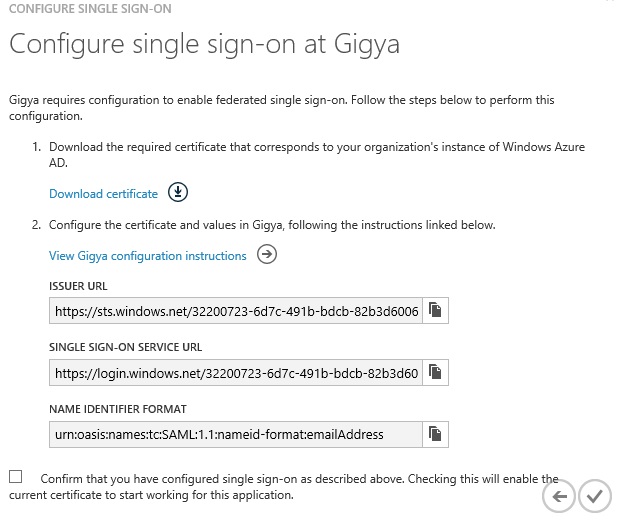 CONFIGURE SINGLE SIGN-ON
Configure single sign-on at Gigya
Gigya requires configuration to enable federated single sign-on. Follow the steps below to perform this
configuration.
1. Download the required certificate that corresponds to your organization's instance of Windows Azure
AD.
Download certificate
2. Configure the certificate and values in Gigya, following the instructions linked below.
View Gigya configuration instructions
ISSUER URL
https://sts.windows.net/32200723-6d7c-491b-bdcb-82b3d6006
SINGLE SIGN-ON SERVICE URL
https://login.windows.net/32200723-6d7c-491b-bdcb-82b3d60
NAME IDENTIFIER FORMAT
urn:oasis:names:tc:SAML:1.1:nameid-format:emailAddress
Confirm that you have configured single sign-on as described above. Checking this will enable the
current certificate to start working for this application.